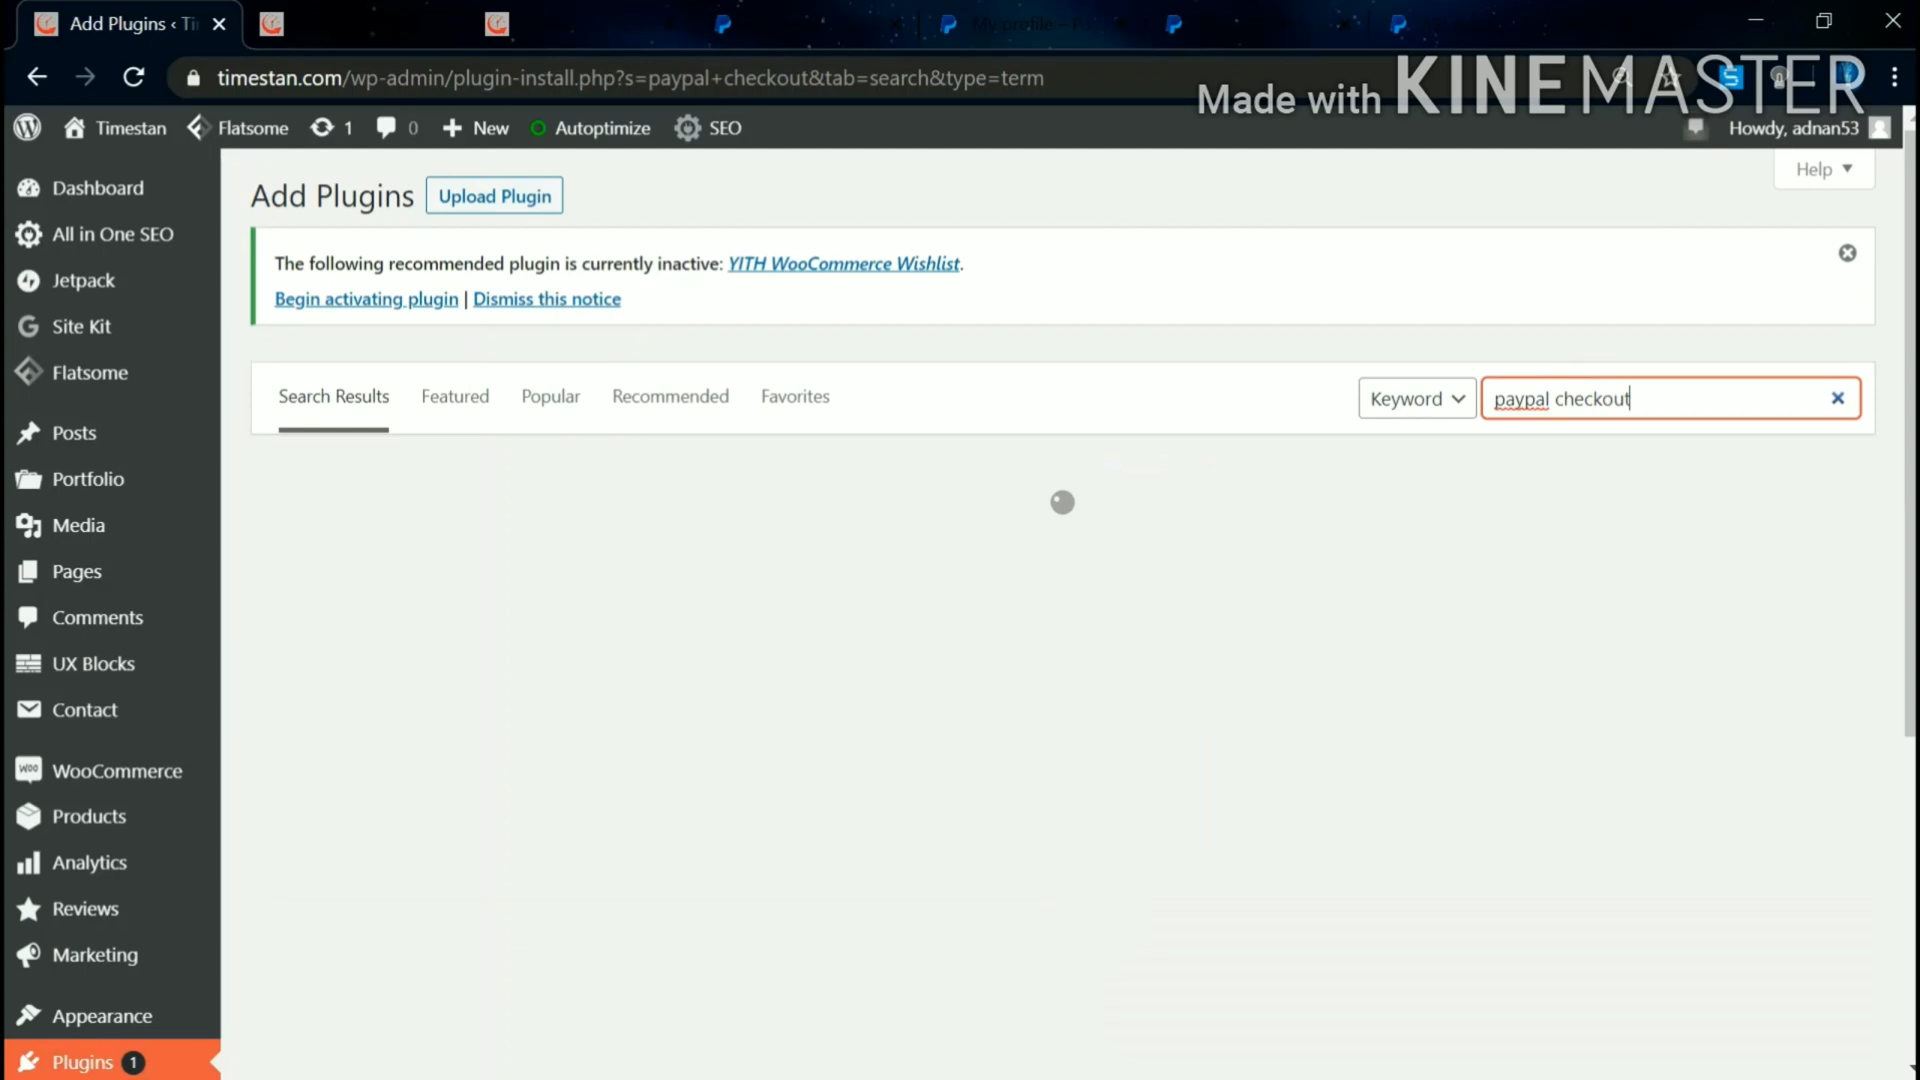 Add Plugins ‹ Ti
My profile – P
timestan.com/wp-admin/plugin-install.php?s=paypal+checkout&tab=search&type=term
Made with KINEMASTER
Timestan
Flatsome
1
0
New
Autoptimize
SEO
Howdy, adnan53
Dashboard
All in One SEO
Jetpack
Site Kit
Flatsome
Posts
Portfolio
Media
Pages
Comments
UX Blocks
Contact
WooCommerce
Products
Analytics
Reviews
Marketing
Appearance
Plugins 1
Help
Add Plugins
Upload Plugin
The following recommended plugin is currently inactive: YITH WooCommerce Wishlist.
Begin activating plugin | Dismiss this notice
Search Results
Featured
Popular
Recommended
Favorites
Keyword
paypal checkout